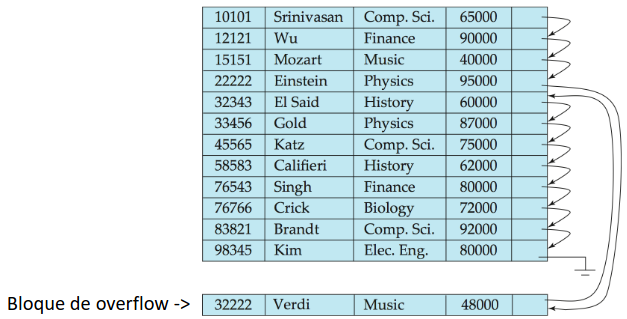 10101 Srinivasan Comp. Sci. 65000
12121 Wu Finance 90000
15151 Mozart Music 40000
22222 Einstein Physics 95000
32343 El Said History 60000
33456 Gold Physics 87000
45565 Katz Comp. Sci. 75000
58583 Califieri History 62000
76543 Singh Finance 80000
76766 Crick Biology 72000
83821 Brandt Comp. Sci. 92000
98345 Kim Elec. Eng. 80000
Bloque de overflow -> 32222 Verdi Music 48000